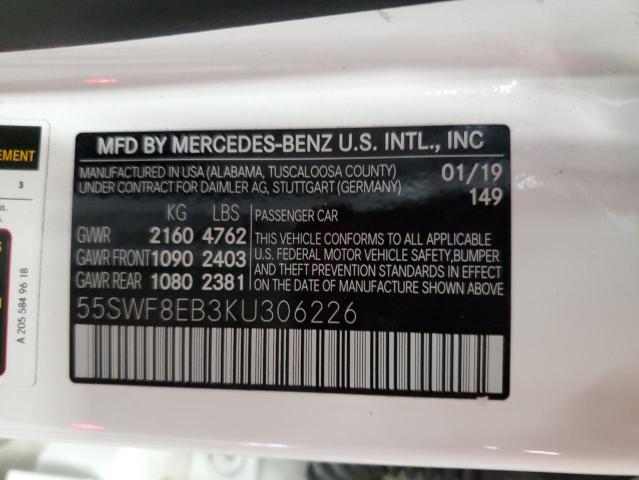 EMENT
3
os.
s
A 205 584 96 18
MFD BY MERCEDES-BENZ U.S. INTL., INC
MANUFACTURED IN USA (ALABAMA, TUSCALOOSA COUNTY) 01/19
UNDER CONTRACT FOR DAIMLER AG, STUTTGART (GERMANY) 149
KG LBS PASSENGER CAR
GVWR 2160 4762
GAWR FRONT 1090 2403
GAWR REAR 1080 2381
THIS VEHICLE CONFORMS TO ALL APPLICABLE
U.S. FEDERAL MOTOR VEHICLE SAFETY,BUMPER
AND THEFT PREVENTION STANDARDS IN EFFECT
ON THE DATE OF MANUFACTURE SHOWN ABOVE.
55SWF8EB3KU306226